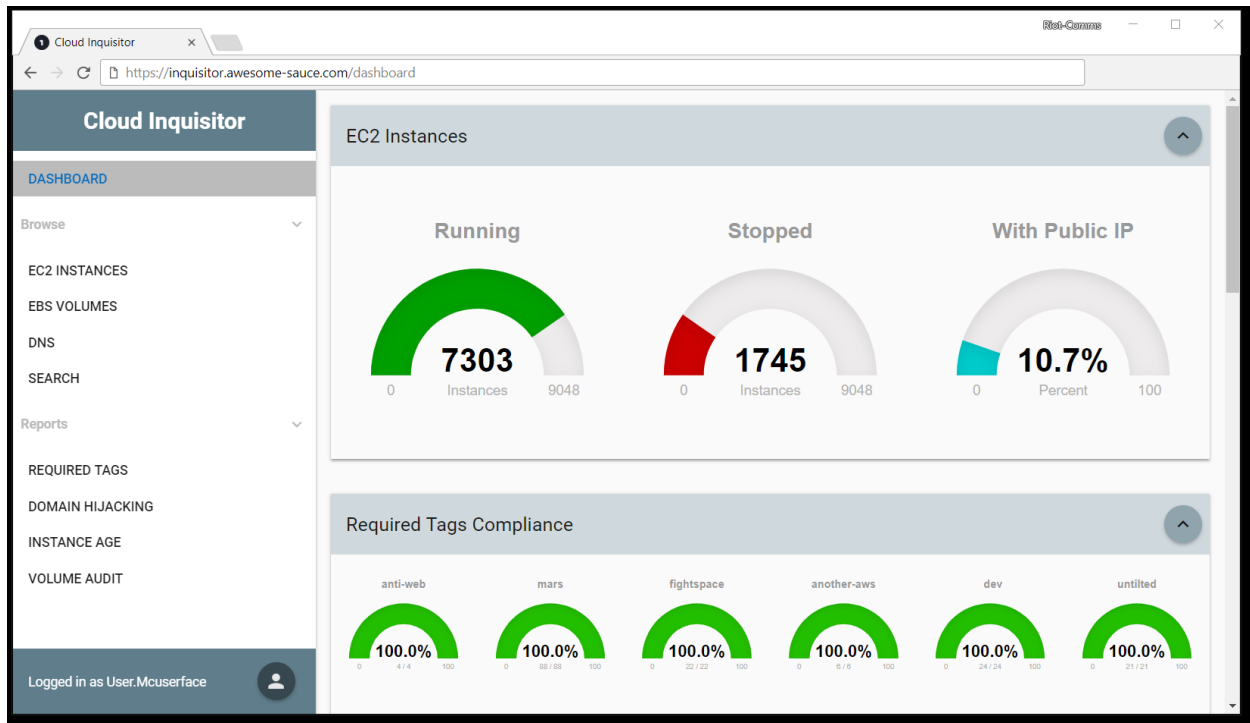 Riot-Comms
Cloud Inquisitor
https://inquisitor.awesome-sauce.com/dashboard
Cloud Inquisitor
DASHBOARD
Browse
EC2 INSTANCES
EBS VOLUMES
DNS
SEARCH
Reports
REQUIRED TAGS
DOMAIN HIJACKING
INSTANCE AGE
VOLUME AUDIT
Logged in as User.Mcuserface
EC2 Instances
Running Stopped With Public IP
7303 1745 10.7%
0 Instances 9048 0 Instances 9048 0 Percent 100
Required Tags Compliance
anti-web mars fightspace another-aws dev untilted
100.0% 100.0% 100.0% 100.0% 100.0% 100.0%
0 4 / 4 100 0 88 / 88 100 0 22 / 22 100 0 6 / 6 100 0 24 / 24 100 0 21 / 21 100